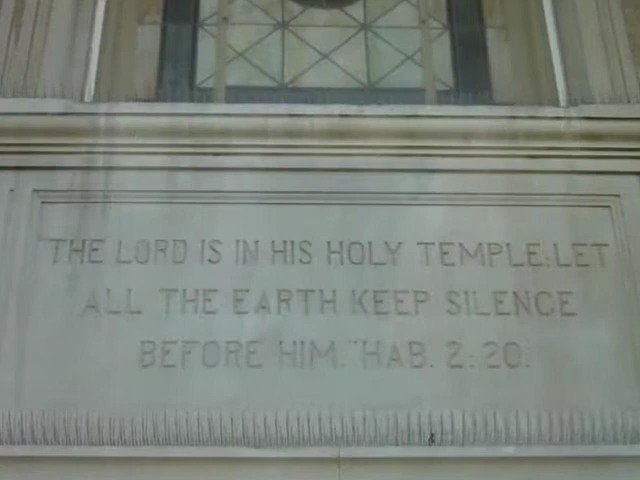 "THE LORD IS IN HIS HOLY TEMPLE; LET
ALL THE EARTH KEEP SILENCE
BEFORE HIM." HAB. 2:20.